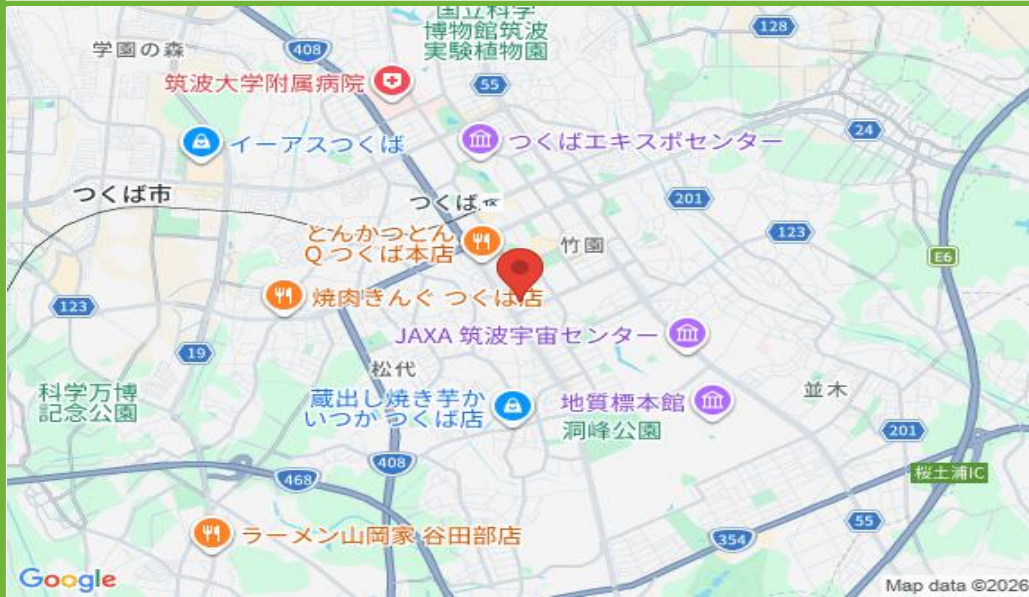 国立科学
博物館筑波
実験植物園
128
学園の森
408
筑波大学附属病院
55
イーアスつくば
つくばエキスポセンター
24
つくば市
つくば
201
とんかつとん
Q つくば本店
竹園
123
E6
焼肉きんぐ つくば店
123
JAXA 筑波宇宙センター
19
松代
科学万博
記念公園
蔵出し焼き芋か
いつか つくば店
地質標本館
並木
洞峰公園
201
408
468
桜土浦IC
ラーメン山岡家 谷田部店
55
354
Google
Map data ©2026